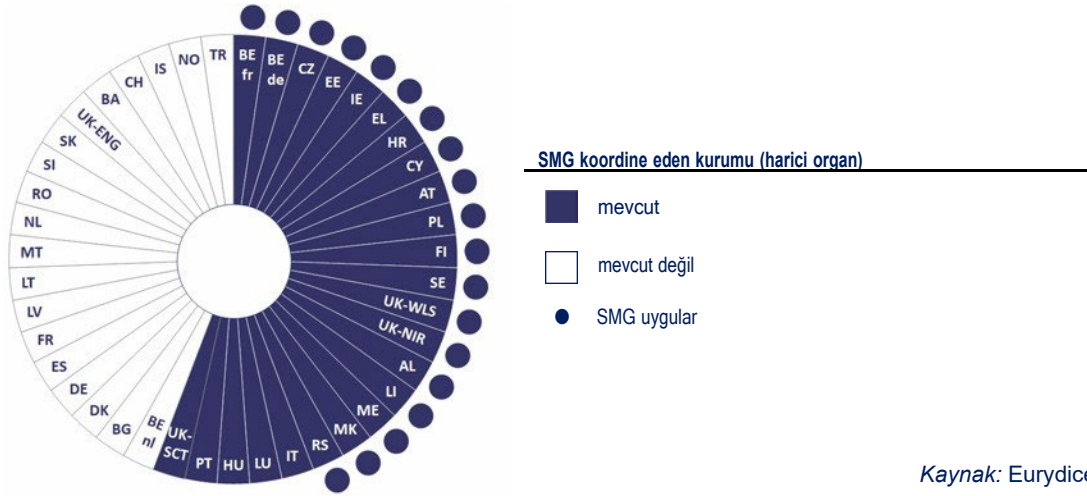 BE
fr
BE
de
CZ
EE
IE
EL
HR
CY
AT
PL
FI
SE
UK-WLS
UK-NIR
AL
LI
ME
MK
RS
IT
LU
HU
PT
UK-
SCT
BE
nl
BG
DK
DE
ES
FR
LV
LT
MT
NL
RO
SI
SK
UK-ENG
BA
CH
IS
NO
TR
SMG koordine eden kurumu (harici organ)
mevcut
mevcut değil
SMG uygular
Kaynak: Eurydice